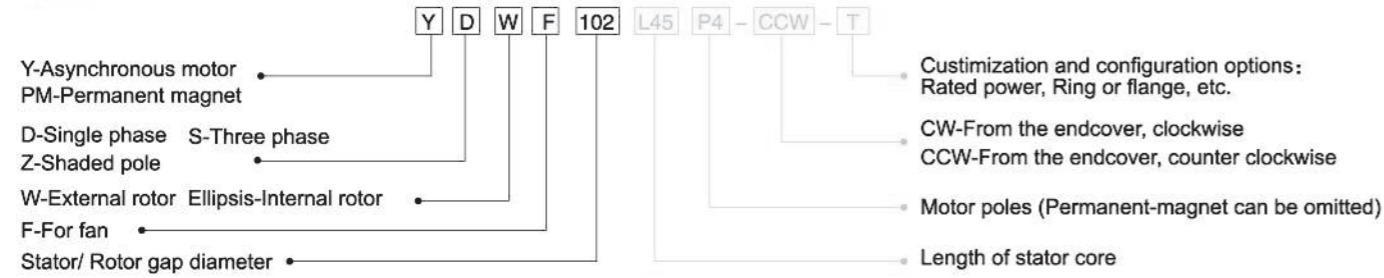 Y D W F 102 L45 P4 - CCW - T
Y-Asynchronous motor
PM-Permanent magnet
D-Single phase S-Three phase
Z-Shaded pole
W-External rotor Ellipsis-Internal rotor
F-For fan
Stator/ Rotor gap diameter
Custimization and configuration options:
Rated power, Ring or flange, etc.
CW-From the endcover, clockwise
CCW-From the endcover, counter clockwise
Motor poles (Permanent-magnet can be omitted)
Length of stator core